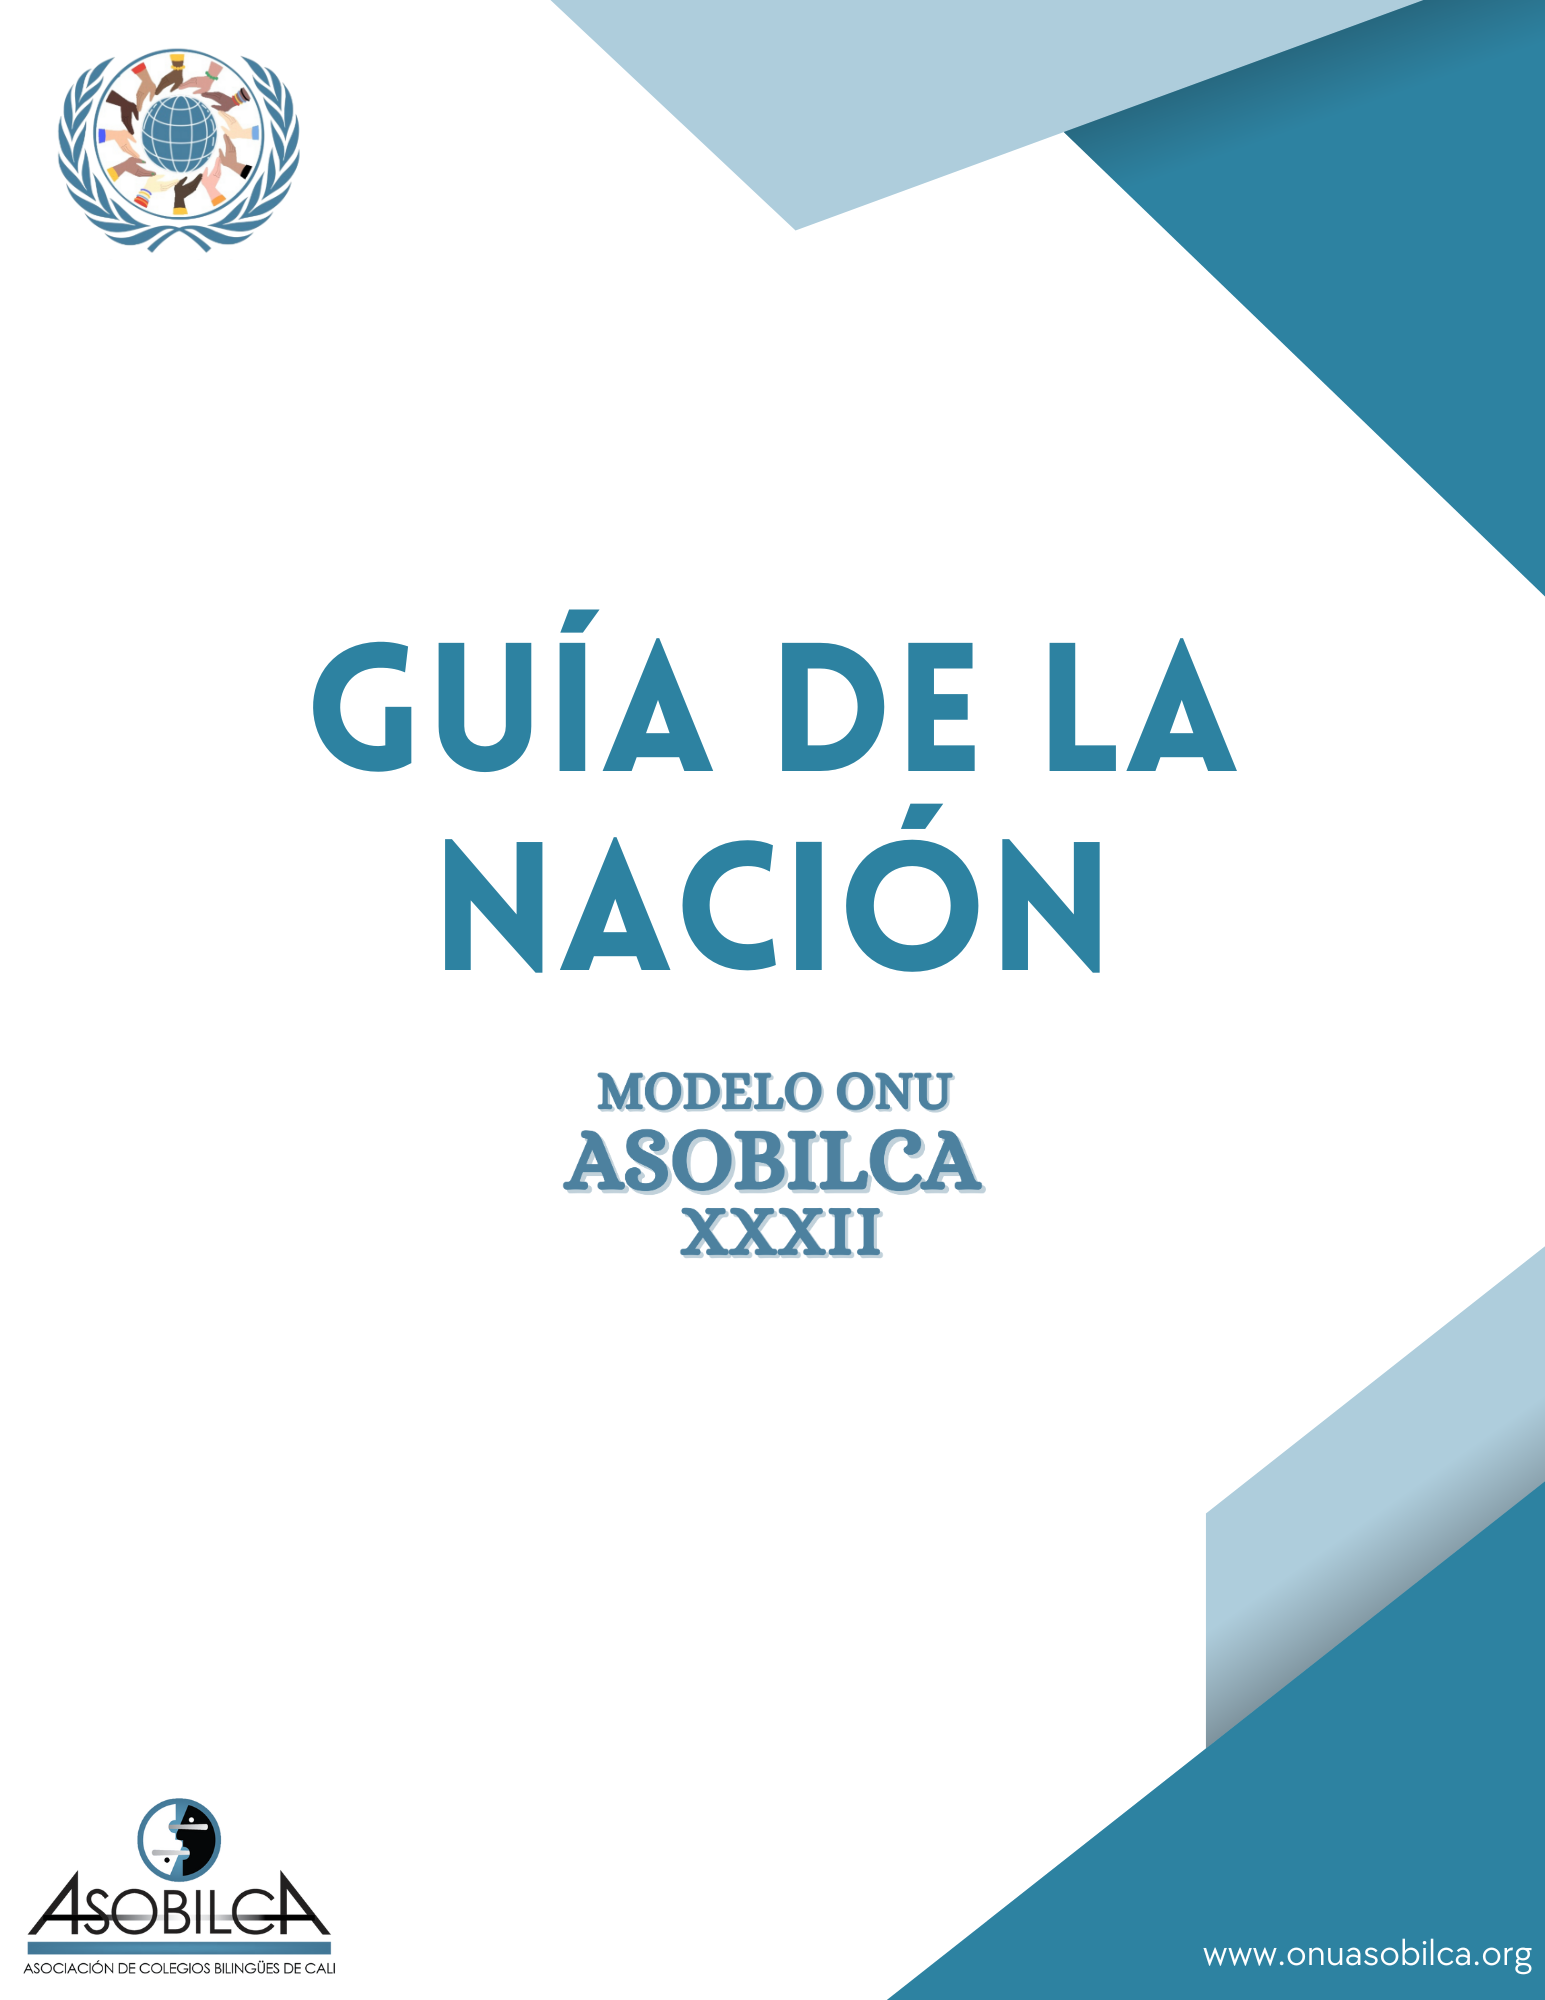 GUÍA DE LA
NACIÓN
MODELO ONU
ASOBILCA
XXXII
ASOBILCA
ASOCIACIÓN DE COLEGIOS BILINGÜES DE CALI
www.onuasobilca.org